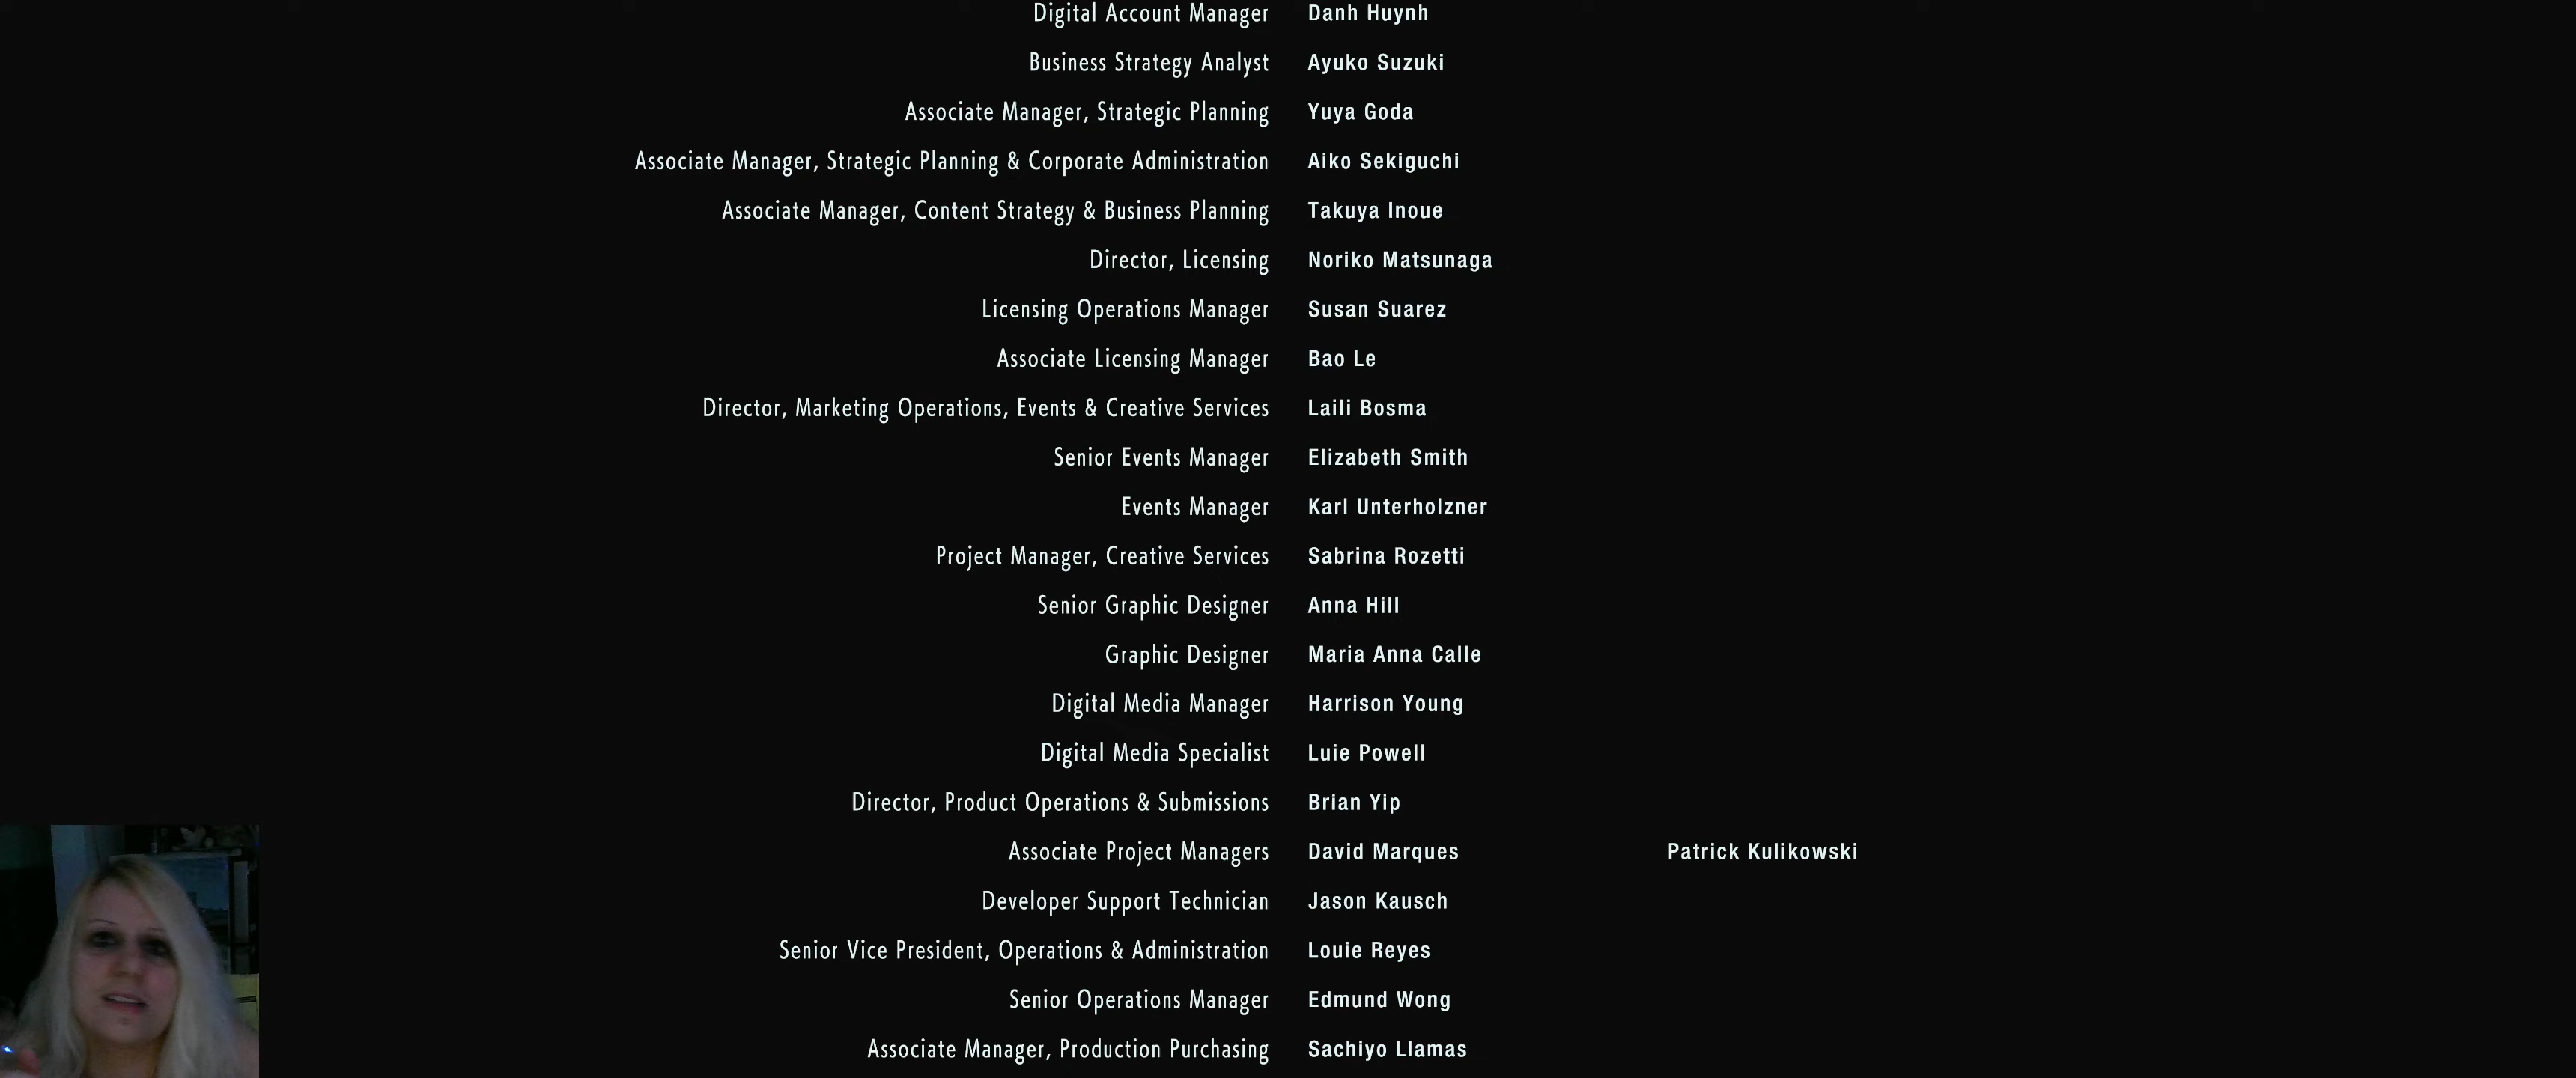 Digital Account Manager Danh Huynh
Business Strategy Analyst Ayuko Suzuki
Associate Manager, Strategic Planning Yuya Goda
Associate Manager, Strategic Planning & Corporate Administration Aiko Sekiguchi
Associate Manager, Content Strategy & Business Planning Takuya Inoue
Director, Licensing Noriko Matsunaga
Licensing Operations Manager Susan Suarez
Associate Licensing Manager Bao Le
Director, Marketing Operations, Events & Creative Services Laili Bosma
Senior Events Manager Elizabeth Smith
Events Manager Karl Unterholzner
Project Manager, Creative Services Sabrina Rozetti
Senior Graphic Designer Anna Hill
Graphic Designer Maria Anna Calle
Digital Media Manager Harrison Young
Digital Media Specialist Luie Powell
Director, Product Operations & Submissions Brian Yip
Associate Project Managers David Marques Patrick Kulikowski
Developer Support Technician Jason Kausch
Senior Vice President, Operations & Administration Louie Reyes
Senior Operations Manager Edmund Wong
Associate Manager, Production Purchasing Sachiyo Llamas